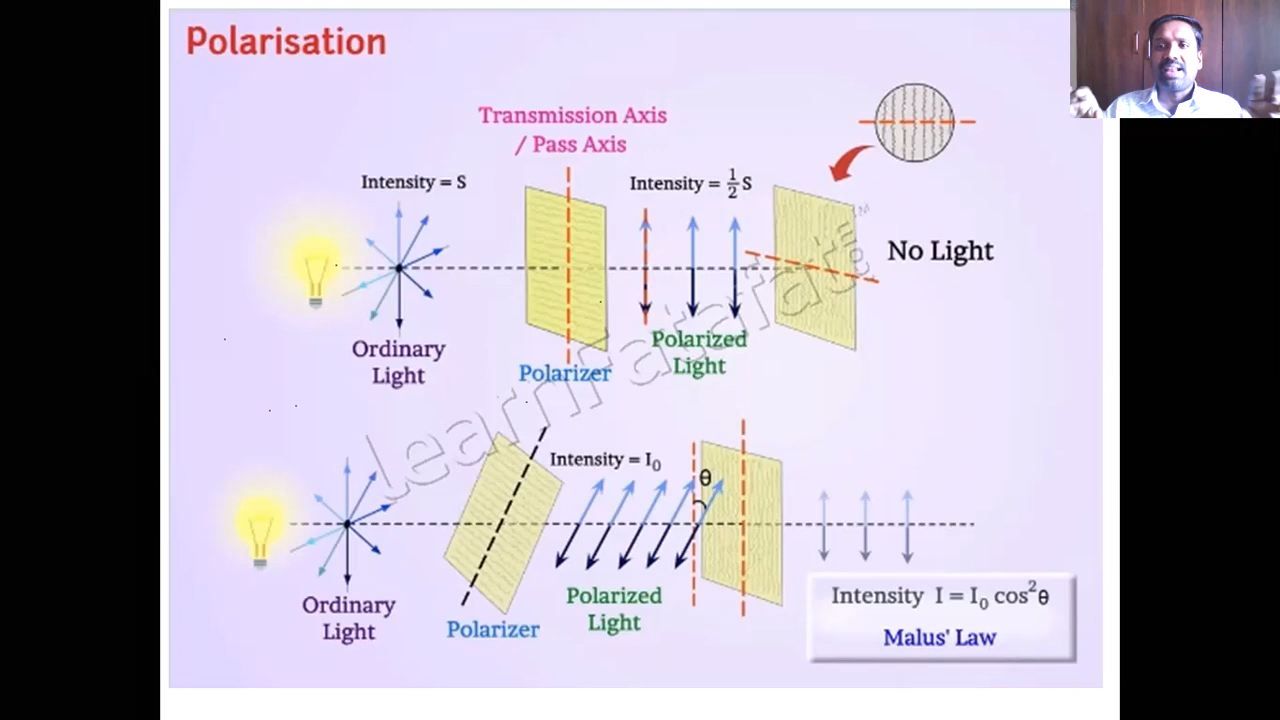 Polarisation
Transmission Axis
/ Pass Axis
Intensity = S
Intensity = 1/2 S
No Light
Ordinary
Light
Polarizer
Polarized
Light
learnfatafat™
Intensity = I₀
θ
Ordinary
Light
Polarizer
Polarized
Light
Intensity I = I₀ cos²θ
Malus' Law